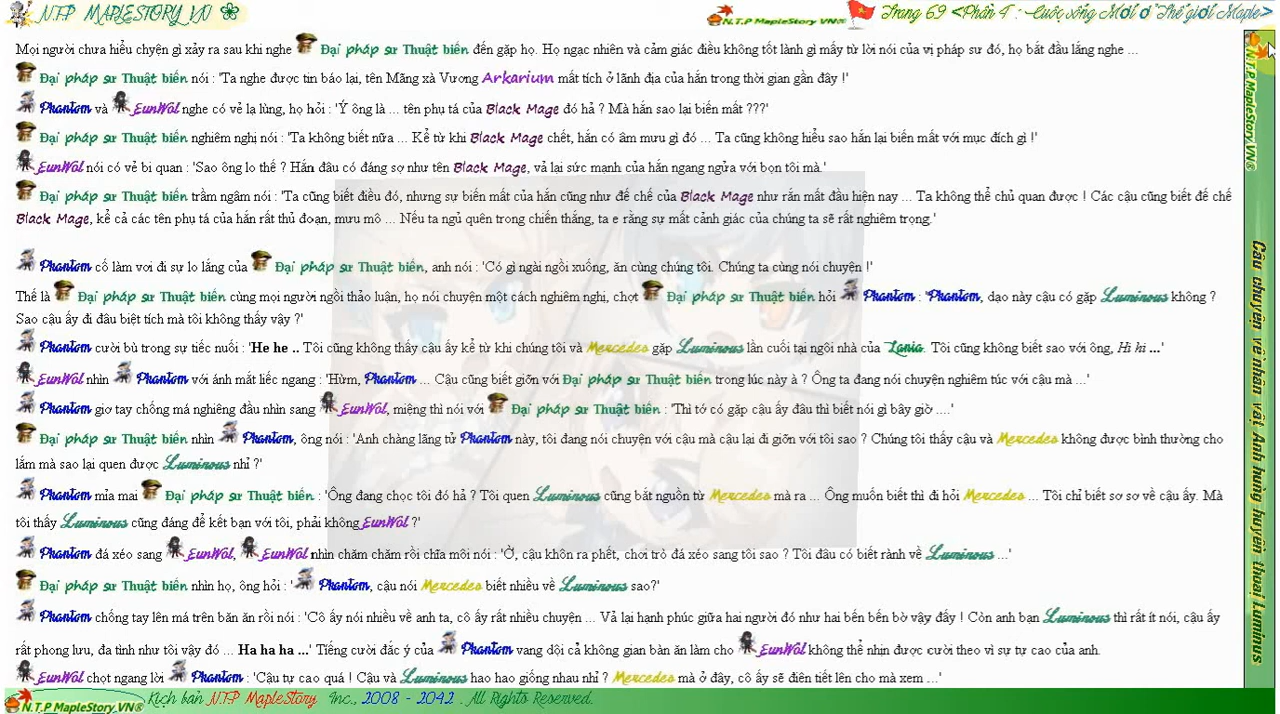 N.T.P MAPLESTORY VN
N.T.P MapleStory VN® Trang 69 <Phần 4 : Cuộc sống Mới ở "Thế giới Maple>
Mọi người chưa hiểu chyện gì xảy ra sau khi nghe Đại pháp sư Thuật biến đến gặp họ. Họ ngạc nhiên và cảm giác điều không tốt lành gì mấy từ lời nói của vị pháp sư đó, họ bắt đầu lắng nghe ...
Đại pháp sư Thuật biến nói : 'Ta nghe được tin báo lại, tên Mãng xà Vương Arkarium mất tích ở lãnh địa của hắn trong thời gian gần đây !'
Phantom và EunWol nghe có vẻ lạ lùng, họ hỏi : 'Ý ông là ... tên phụ tá của Black Mage đó hả ? Mà hắn sao lại biến mất ???'
Đại pháp sư Thuật biến nghiêm nghị nói : 'Ta không biết nữa ... Kể từ khi Black Mage chết, hắn có âm mưu gì đó ... Ta cũng không hiểu sao hắn lại biến mất với mục đích gì !'
EunWol nói có vẻ bi quan : 'Sao ông lo thế ? Hắn đâu có đáng sợ như tên Black Mage, vả lại sức mạnh của hắn ngang ngửa với bọn tôi mà.'
Đại pháp sư Thuật biến trầm ngâm nói : 'Ta cũng biết điều đó, nhưng sự biến mất của hắn cũng như đế chế của Black Mage như rắn mất đầu hiện nay ... Ta không thể chủ quan được ! Các cậu cũng biết đế chế
Black Mage, kể cả các tên phụ tá của hắn rất thủ đoạn, mưu mô ... Nếu ta ngủ quên trong chiến thắng, ta e rằng sự mất cảnh giác của chúng ta sẽ rất nghiêm trọng.'
Phantom cố làm vơi đi sự lo lắng của Đại pháp sư Thuật biến, anh nói : 'Có gì ngài ngồi xuống, ăn cùng chúng tôi. Chúng ta cùng nói chuyện !'
Thế là Đại pháp sư Thuật biến cùng mọi người ngồi thảo luận, họ nói chuyện một cách nghiêm nghị, chợt Đại pháp sư Thuật biến hỏi Phantom : 'Phantom, dạo này cậu có gặp Luminous không ?
Sao cậu ấy đi đâu biệt tích mà tôi không thấy vậy ?'
Phantom cười bù trong sự tiếc nuối : 'He he .. Tôi cũng không thấy cậu ấy kể từ khi chúng tôi và Mercedes gặp Luminous lần cuối tại ngôi nhà của Lania. Tôi cũng không biết sao với ông, Hi hi ...'
EunWol nhìn Phantom với ánh mắt liếc ngang : 'Hừm, Phantom ... Cậu cũng biết giỡn với Đại pháp sư Thuật biến trong lúc này à ? Ông ta đang nói chuyện nghiêm túc với cậu mà ...'
Phantom giơ tay chống má nghiêng đầu nhìn sang EunWol, miệng thì nói với Đại pháp sư Thuật biến : 'Thì tớ có gặp cậu ấy đâu thì biết nói gì bây giờ ....'
Đại pháp sư Thuật biến nhìn Phantom, ông nói : 'Anh chàng lãng tử Phantom này, tôi đang nói chuyện với cậu mà cậu lại đi giỡn với tôi sao ? Chúng tôi thấy cậu và Mercedes không được bình thường cho
lắm mà sao lại quen được Luminous nhỉ ?'
Phantom mỉa mai Đại pháp sư Thuật biến : 'Ông đang chọc tôi đó hả ? Tôi quen Luminous cũng bắt nguồn từ Mercedes mà ra ... Ông muốn biết thì đi hỏi Mercedes ... Tôi chỉ biết sơ sơ về cậu ấy. Mà
tôi thấy Luminous cũng đáng để kết bạn với tôi, phải không EunWol ?'
Phantom đá xéo sang EunWol, EunWol nhìn chăm chăm rồi chĩa môi nói : 'Ờ, cậu khôn ra phết, chơi trò đá xéo sang tôi sao ? Tôi đâu có biết rành về Luminous ...'
Đại pháp sư Thuật biến nhìn họ, ông hỏi : 'Phantom, cậu nói Mercedes biết nhiều về Luminous sao?'
Phantom chống tay lên má trên băn ăn rồi nói : 'Cô ấy nói nhiều về anh ta, cô ấy rất nhiều chuyện ... Vả lại hạnh phúc giữa hai người đó như hai bến bến bờ vậy đấy ! Còn anh bạn Luminous thì rất ít nói, cậu ấy
rất phong lưu, đa tình như tôi vậy đó ... Ha ha ha ...' Tiếng cười đắc ý của Phantom vang dội cả không gian bàn ăn làm cho EunWol không thể nhịn được cười theo vì sự tự cao của anh.
EunWol chợt ngang lời Phantom : 'Cậu tự cao quá ! Cậu và Luminous hao hao giống nhau nhỉ ? Mercedes mà ở đây, cô ấy sẽ điên tiết lên cho mà xem ...'
N.T.P MapleStory.VN®
Câu chuyện về nhân vật Anh hùng huyền thoại Luminus
N.T.P MapleStory.VN® Kịch bản N.T.P MapleStory Inc., 2008 - 2042 . All Rights Reserved.